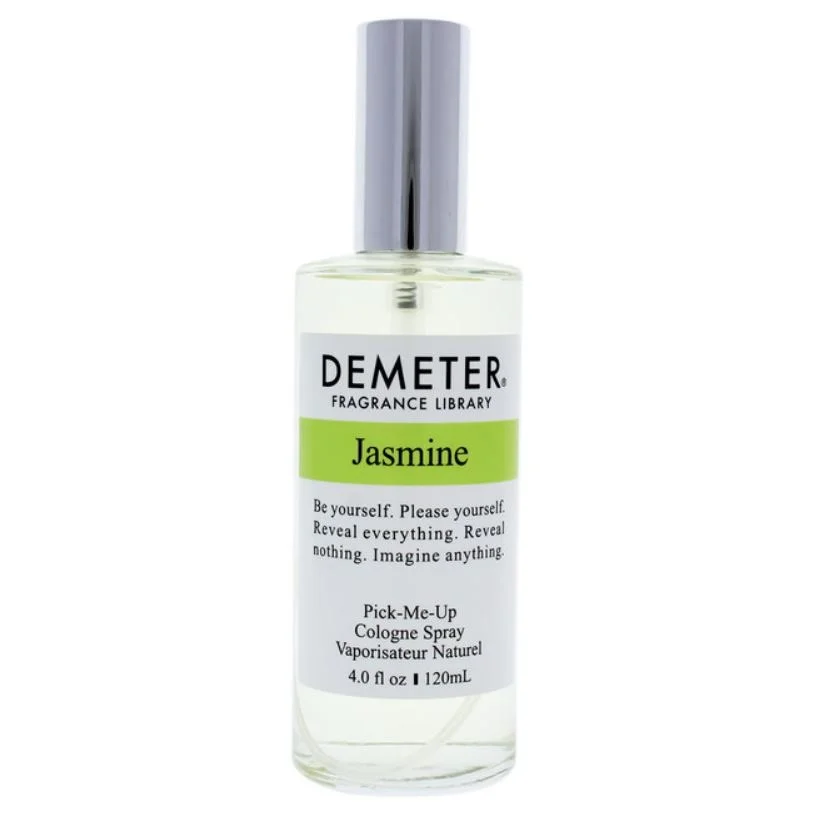 DEMETER®
FRAGRANCE LIBRARY
Jasmine
Be yourself. Please yourself.
Reveal everything. Reveal
nothing. Imagine anything.
Pick-Me-Up
Cologne Spray
Vaporisateur Naturel
4.0 fl oz ▮ 120mL